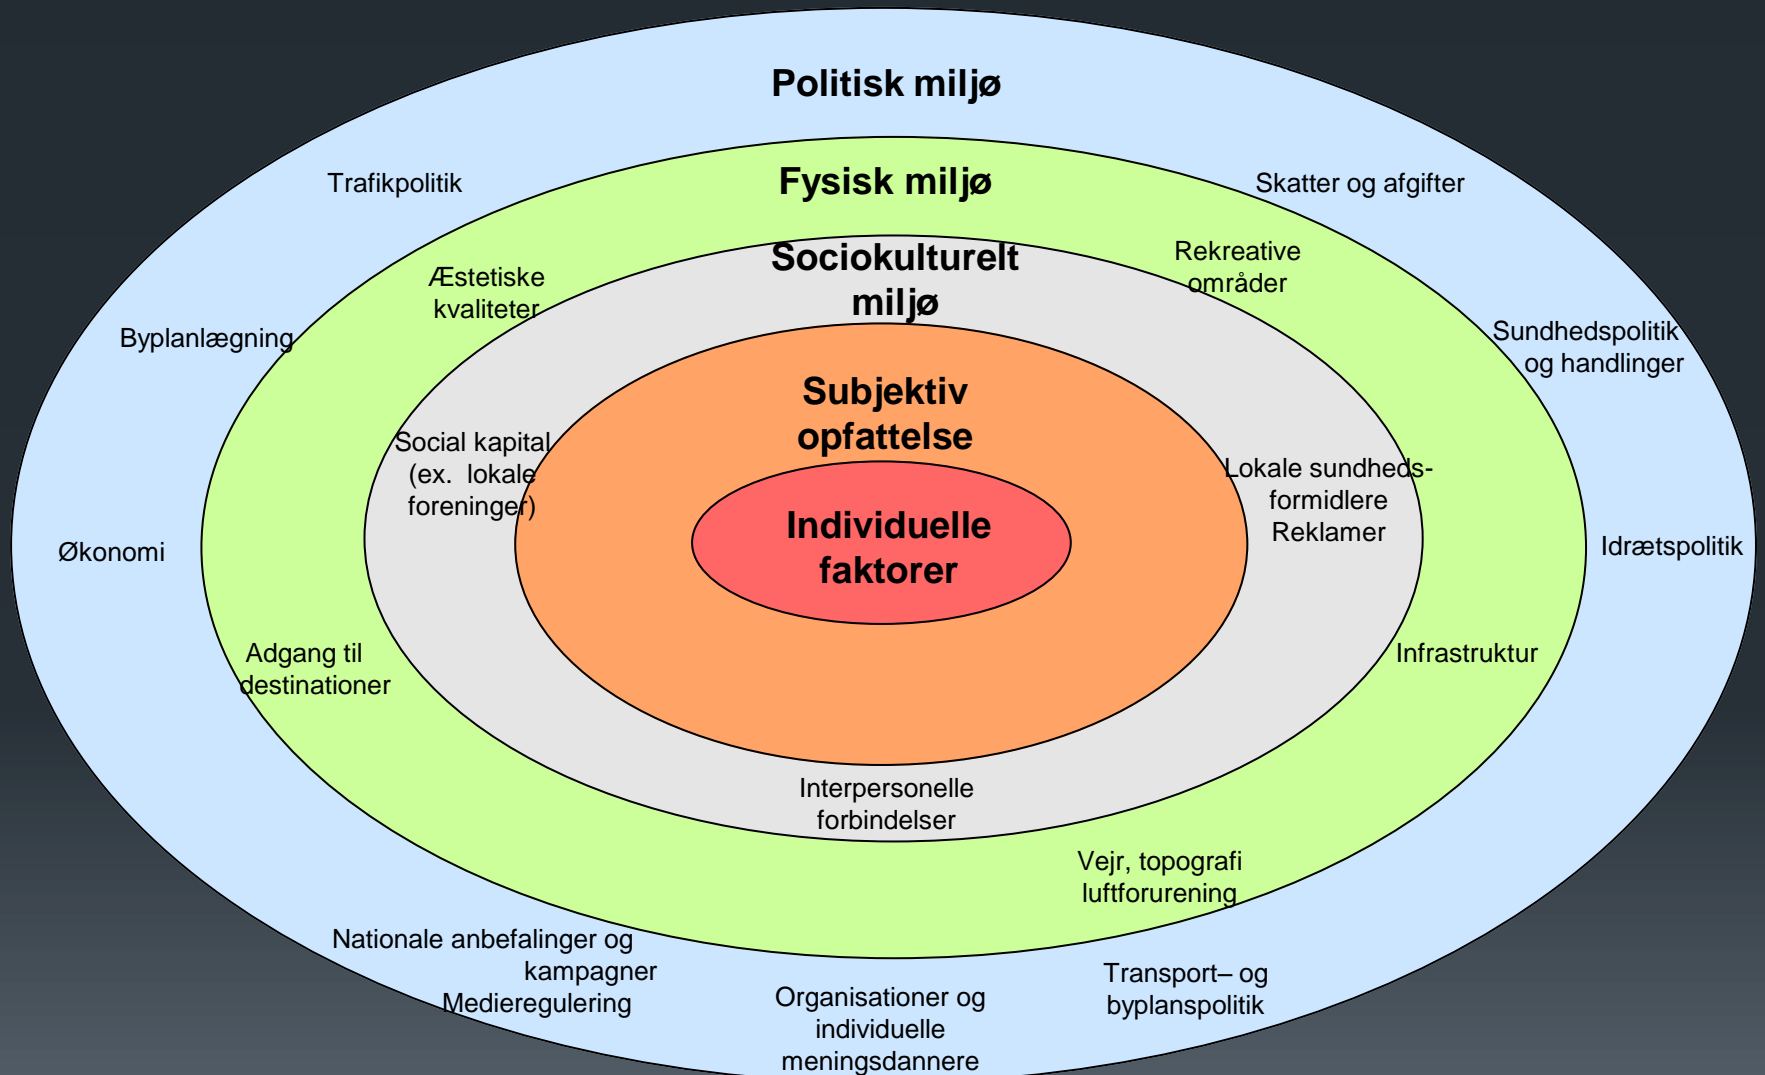 Politisk miljø
Trafikpolitik
Fysisk miljø
Skatter og afgifter
Sociokulturelt
miljø
Rekreative
områder
Æstetiske
kvaliteter
Byplanlægning
Sundhedspolitik
og handlinger
Subjektiv
opfattelse
Social kapital
(ex. lokale
foreninger)
Lokale sundheds-
formidlere
Reklamer
Individuelle
faktorer
Økonomi
Idrætspolitik
Adgang til
destinationer
Infrastruktur
Interpersonelle
forbindelser
Vejr, topografi
luftforurening
Nationale anbefalinger og
kampagner
Medieregulering
Organisationer og
individuelle
meningsdannere
Transport– og
byplanspolitik